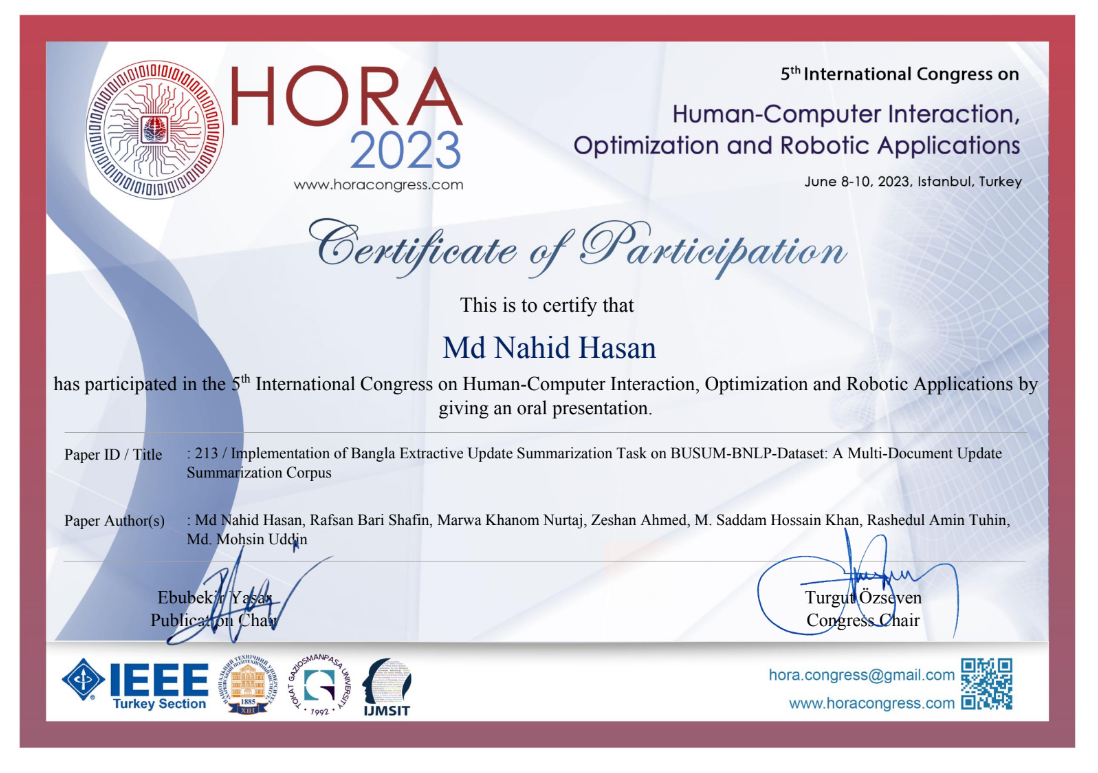 HORA
2023
www.horacongress.com
5th International Congress on
Human-Computer Interaction,
Optimization and Robotic Applications
June 8-10, 2023, Istanbul, Turkey
Certificate of Participation
This is to certify that
Md Nahid Hasan
has participated in the 5th International Congress on Human-Computer Interaction, Optimization and Robotic Applications by
giving an oral presentation.
Paper ID / Title : 213 / Implementation of Bangla Extractive Update Summarization Task on BUSUM-BNLP-Dataset: A Multi-Document Update
Summarization Corpus
Paper Author(s) : Md Nahid Hasan, Rafsan Bari Shafin, Marwa Khanom Nurtaj, Zeshan Ahmed, M. Saddam Hossain Khan, Rashedul Amin Tuhin,
Md. Mohsin Uddin
Ebubekir Yaşar
Publication Chair
Turgut Özseven
Congress Chair
IEEE
Turkey Section
1885
TOKAT GAZIOSMANPASA UNIVERSITY
1992
IJMSIT
hora.congress@gmail.com
www.horacongress.com